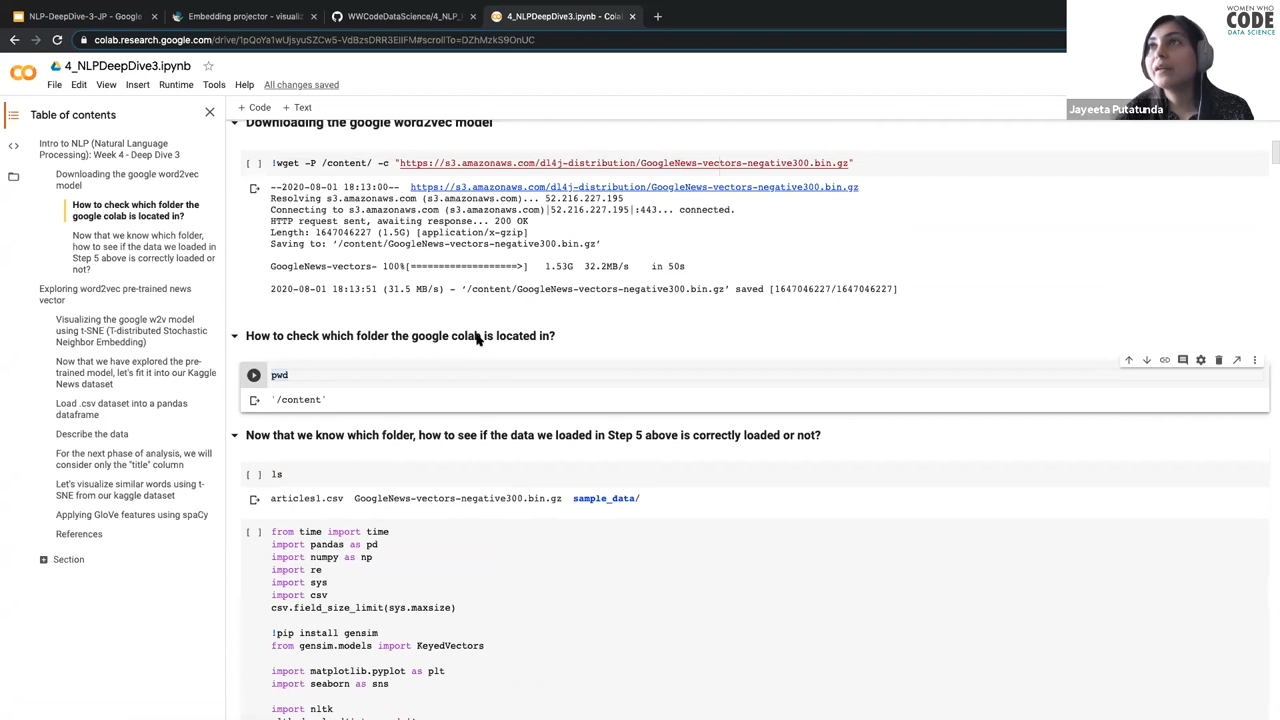 NLP-DeepDive-3-JP - Google
Embedding projector - visualiz
WWCodeDataScience/4_NLP_
4_NLPDeepDive3.ipynb - Colab
WOMEN WHO
CODE
DATA SCIENCE
colab.research.google.com/drive/1pQoYa1wUjsyuSZCw5-VdBzsDRR3ElIFM#scrollTo=DZhMzkS9OnUC
4_NLPDeepDive3.ipynb
File Edit View Insert Runtime Tools Help All changes saved
Jayeeta Putatunda
Table of contents
+ Code + Text
Intro to NLP (Natural Language
Processing): Week 4 - Deep Dive 3
Downloading the google word2vec
model
How to check which folder the
google colab is located in?
Now that we know which folder,
how to see if the data we loaded in
Step 5 above is correctly loaded or
not?
Exploring word2vec pre-trained news
vector
Visualizing the google w2v model
using t-SNE (T-distributed Stochastic
Neighbor Embedding)
Now that we have explored the pre-
trained model, let's fit it into our Kaggle
News dataset
Load .csv dataset into a pandas
dataframe
Describe the data
For the next phase of analysis, we will
consider only the "title" column
Let's visualize similar words using t-
SNE from our kaggle dataset
Applying GloVe features using spaCy
References
Section
Downloading the google word2vec model
[ ] !wget -P /content/ -c "https://s3.amazonaws.com/dl4j-distribution/GoogleNews-vectors-negative300.bin.gz"
--2020-08-01 18:13:00-- https://s3.amazonaws.com/dl4j-distribution/GoogleNews-vectors-negative300.bin.gz
Resolving s3.amazonaws.com (s3.amazonaws.com)... 52.216.227.195
Connecting to s3.amazonaws.com (s3.amazonaws.com)|52.216.227.195|:443... connected.
HTTP request sent, awaiting response... 200 OK
Length: 1647046227 (1.5G) [application/x-gzip]
Saving to: ‘/content/GoogleNews-vectors-negative300.bin.gz’
GoogleNews-vectors- 100%[===================>] 1.53G 32.2MB/s in 50s
2020-08-01 18:13:51 (31.5 MB/s) - ‘/content/GoogleNews-vectors-negative300.bin.gz’ saved [1647046227/1647046227]
How to check which folder the google colab is located in?
pwd
'/content'
Now that we know which folder, how to see if the data we loaded in Step 5 above is correctly loaded or not?
[ ] ls
articles1.csv GoogleNews-vectors-negative300.bin.gz sample_data/
[ ] from time import time
import pandas as pd
import numpy as np
import re
import sys
import csv
csv.field_size_limit(sys.maxsize)
!pip install gensim
from gensim.models import KeyedVectors
import matplotlib.pyplot as plt
import seaborn as sns
import nltk